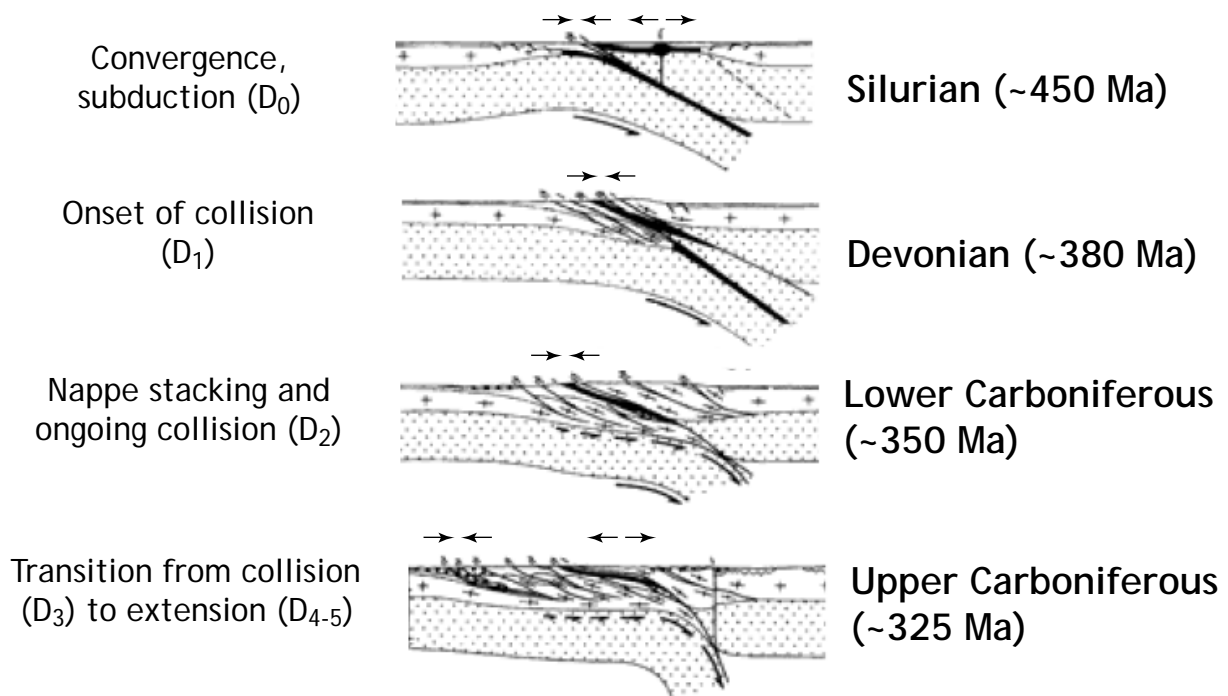 Convergence,
subduction (D₀)
Silurian (~450 Ma)
Onset of collision
(D₁)
Devonian (~380 Ma)
Nappe stacking and
ongoing collision (D₂)
Lower Carboniferous
(~350 Ma)
Transition from collision
(D₃) to extension (D₄₋₅)
Upper Carboniferous
(~325 Ma)